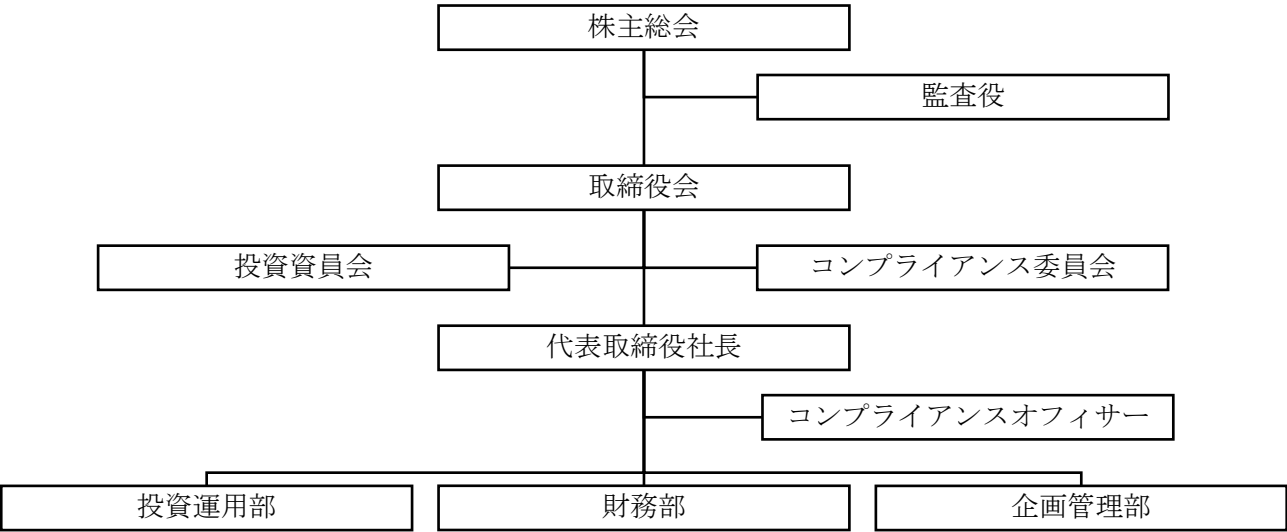 株主総会
監査役
取締役会
投資資員会
コンプライアンス委員会
代表取締役社長
コンプライアンスオフィサー
投資運用部
財務部
企画管理部